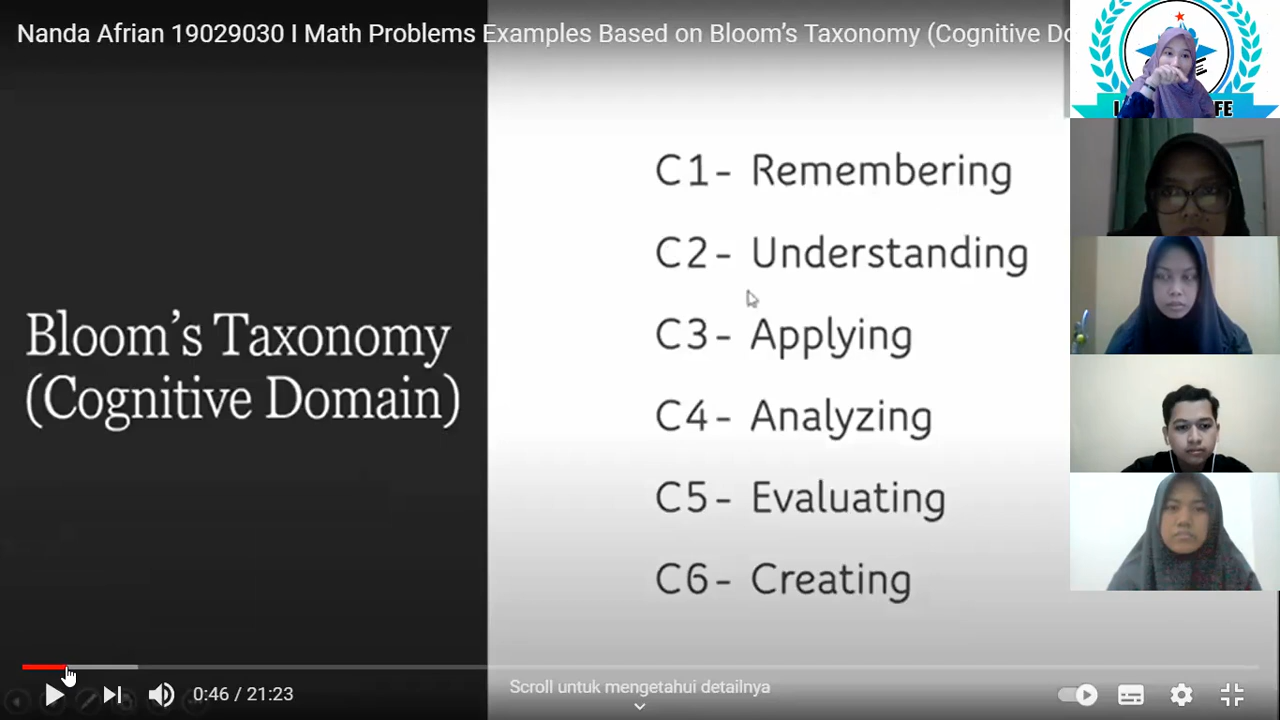 Nanda Afrian 19029030 I Math Problems Examples Based on Bloom's Taxonomy (Cognitive
Bloom's Taxonomy
(Cognitive Domain)
C1- Remembering
C2- Understanding
C3- Applying
C4- Analyzing
C5- Evaluating
C6- Creating
0:46 / 21:23
Scroll untuk mengetahui detailnya